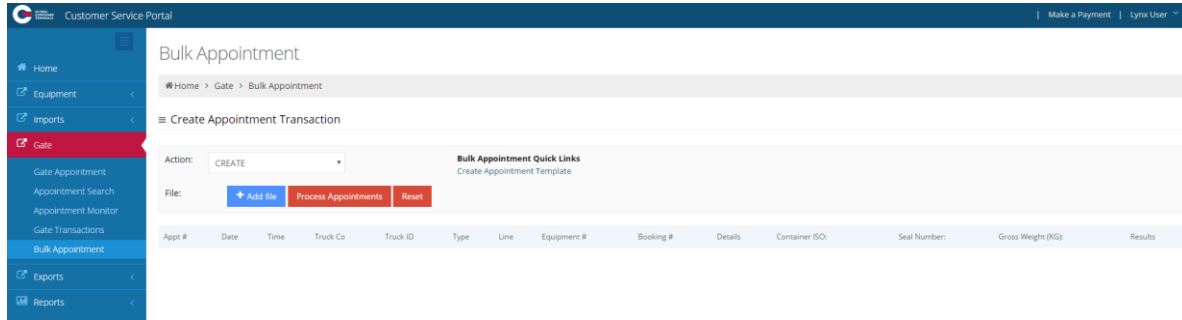 GLOBAL CONTAINER TERMINALS Customer Service Portal | Make a Payment | Lynx User
Home
Equipment
Imports
Gate
Gate Appointment
Appointment Search
Appointment Monitor
Gate Transactions
Bulk Appointment
Exports
Reports
Bulk Appointment
Home > Gate > Bulk Appointment
Create Appointment Transaction
Action: CREATE
Bulk Appointment Quick Links
Create Appointment Template
File: + Add file Process Appointments Reset
Appt # Date Time Truck Co Truck ID Type Line Equipment # Booking # Details Container ISO: Seal Number: Gross Weight (KG): Results